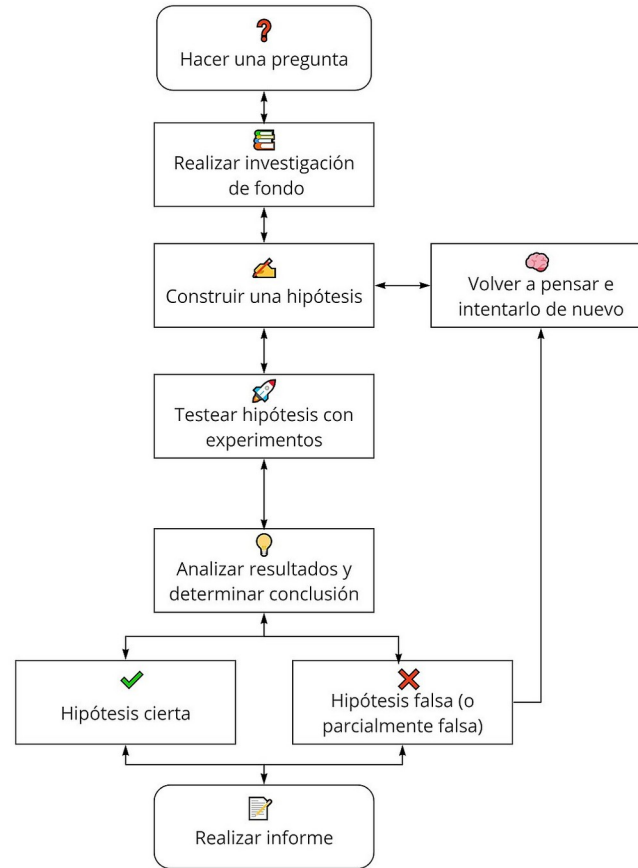 Hacer una pregunta
Realizar investigación
de fondo
Construir una hipótesis
Volver a pensar e
intentarlo de nuevo
Testear hipótesis con
experimentos
Analizar resultados y
determinar conclusión
Hipótesis cierta
Hipótesis falsa (o
parcialmente falsa)
Realizar informe